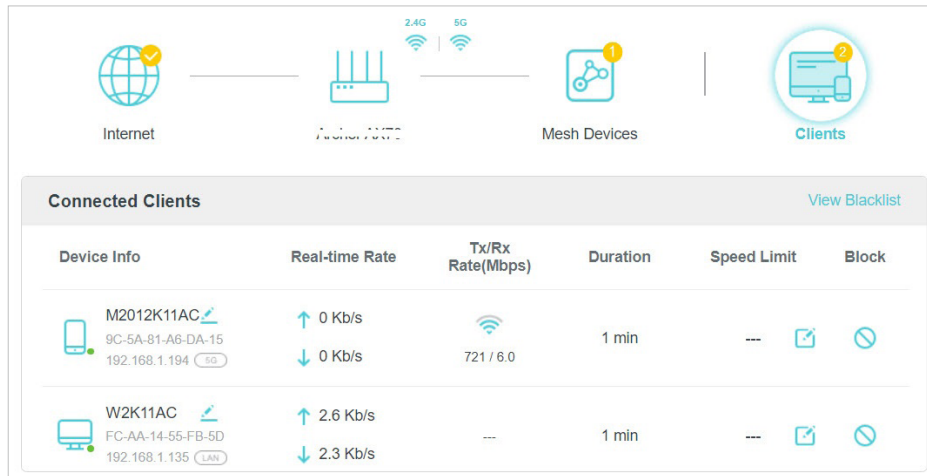 2.4G 5G
1
2
Internet
Mesh Devices
Clients
Connected Clients
View Blacklist
Device Info
Real-time Rate
Tx/Rx
Rate(Mbps)
Duration
Speed Limit
Block
M2012K11AC
9C-5A-81-A6-DA-15
192.168.1.194 5G
0 Kb/s
0 Kb/s
721 / 6.0
1 min
---
W2K11AC
FC-AA-14-55-FB-5D
192.168.1.135 LAN
2.6 Kb/s
2.3 Kb/s
---
1 min
---